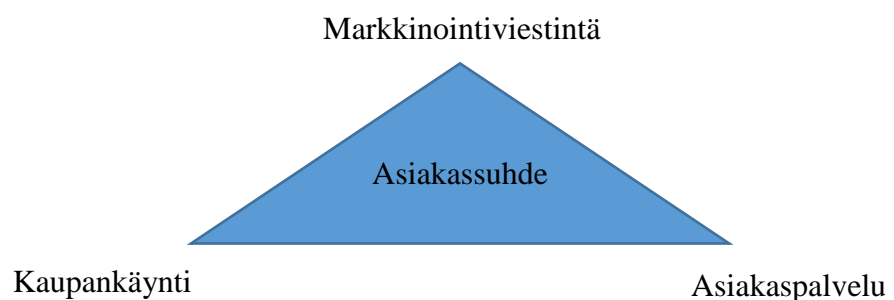 Markkinointiviestintä
Asiakassuhde
Kaupankäynti
Asiakaspalvelu